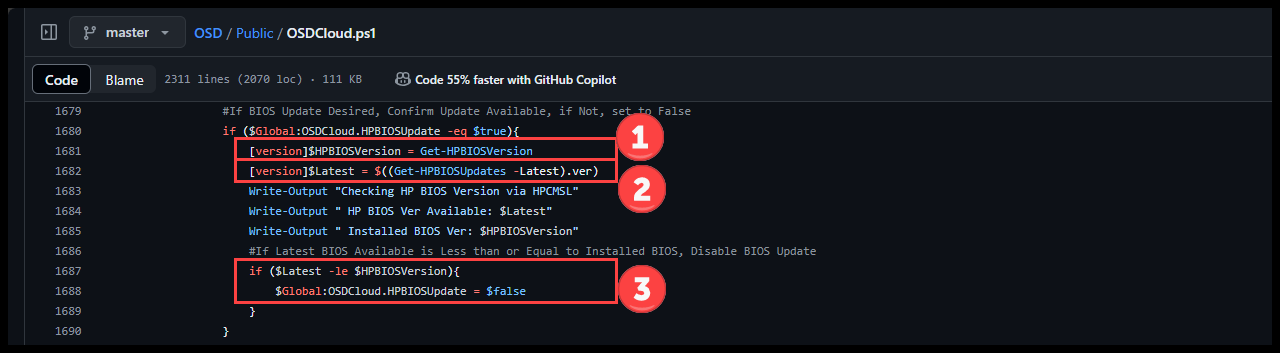 master OSD / Public / OSDCloud.ps1
Code Blame 2311 lines (2070 loc) · 111 KB Code 55% faster with GitHub Copilot
1679 #If BIOS Update Desired, Confirm Update Available, if Not, set to False
1680 if ($Global:OSDCloud.HPBIOSUpdate -eq $true){
1681 [version]$HPBIOSVersion = Get-HPBIOSVersion 1
1682 [version]$Latest = $((Get-HPBIOSUpdates -Latest).ver) 2
1683 Write-Output "Checking HP BIOS Version via HPCMSL"
1684 Write-Output " HP BIOS Ver Available: $Latest"
1685 Write-Output " Installed BIOS Ver: $HPBIOSVersion"
1686 #If Latest BIOS Available is Less than or Equal to Installed BIOS, Disable BIOS Update
1687 if ($Latest -le $HPBIOSVersion){
1688 $Global:OSDCloud.HPBIOSUpdate = $false 3
1689 }
1690 }